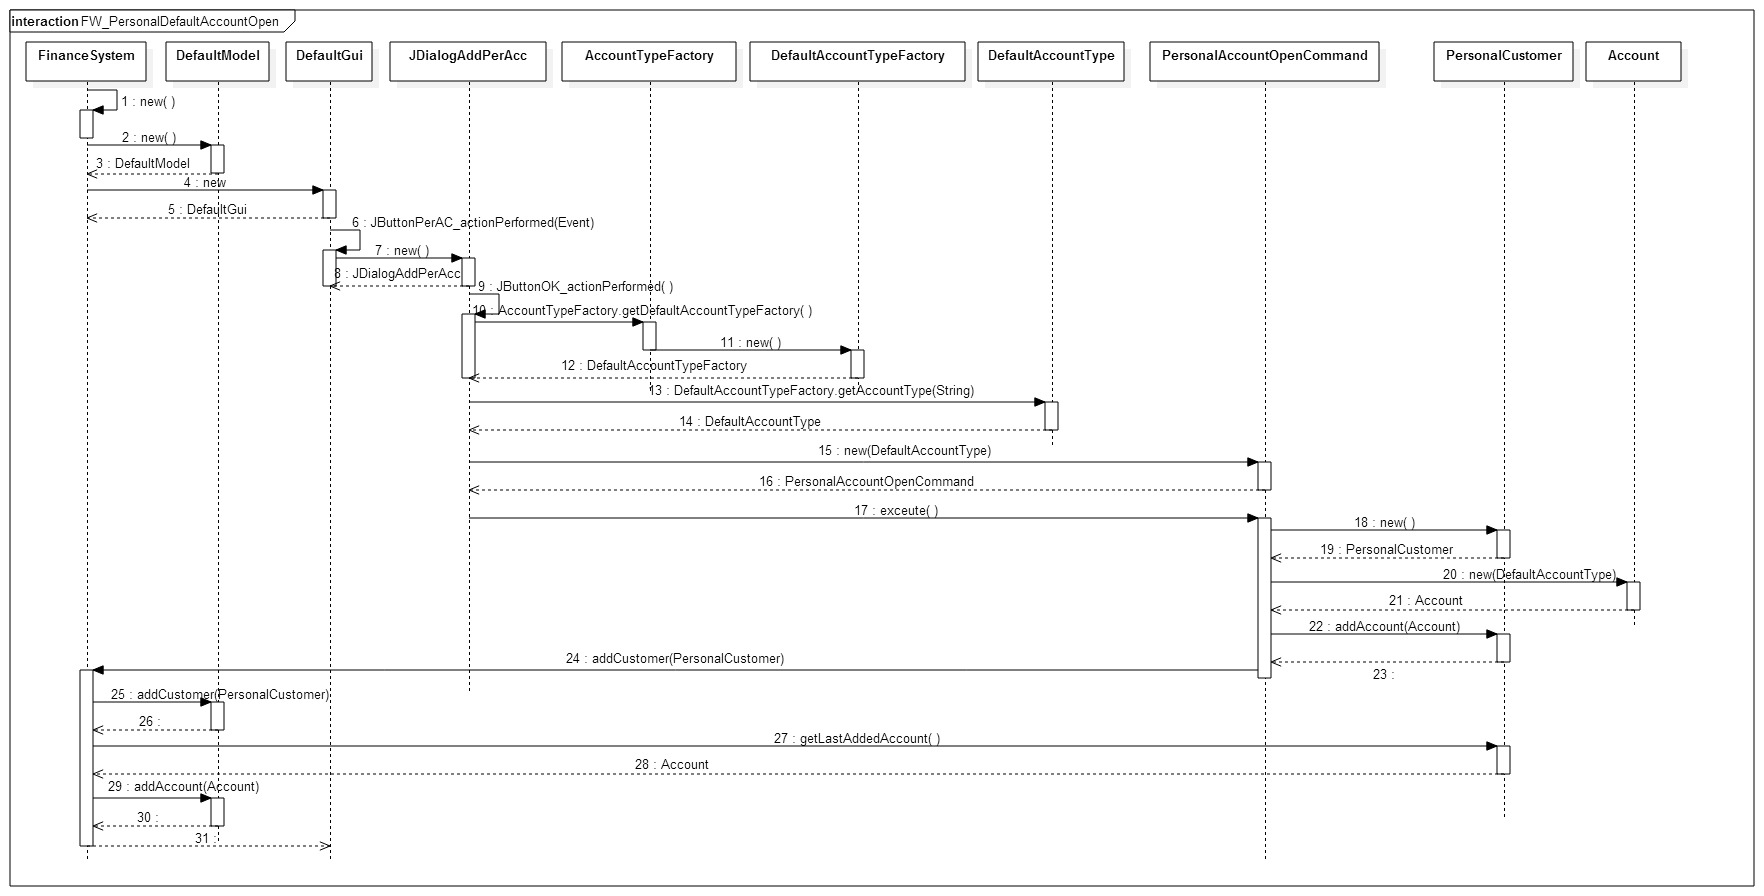 interaction FW_PersonalDefaultAccountOpen
FinanceSystem
DefaultModel
DefaultGui
JDialogAddPerAcc
AccountTypeFactory
DefaultAccountTypeFactory
DefaultAccountType
PersonalAccountOpenCommand
PersonalCustomer
Account
1 : new( )
2 : new( )
3 : DefaultModel
4 : new
5 : DefaultGui
6 : JButtonPerAC_actionPerformed(Event)
7 : new( )
8 : JDialogAddPerAcc
9 : JButtonOK_actionPerformed( )
10 : AccountTypeFactory.getDefaultAccountTypeFactory( )
11 : new( )
12 : DefaultAccountTypeFactory
13 : DefaultAccountTypeFactory.getAccountType(String)
14 : DefaultAccountType
15 : new(DefaultAccountType)
16 : PersonalAccountOpenCommand
17 : exceute( )
18 : new( )
19 : PersonalCustomer
20 : new(DefaultAccountType)
21 : Account
22 : addAccount(Account)
23 :
24 : addCustomer(PersonalCustomer)
25 : addCustomer(PersonalCustomer)
26 :
27 : getLastAddedAccount( )
28 : Account
29 : addAccount(Account)
30 :
31 :